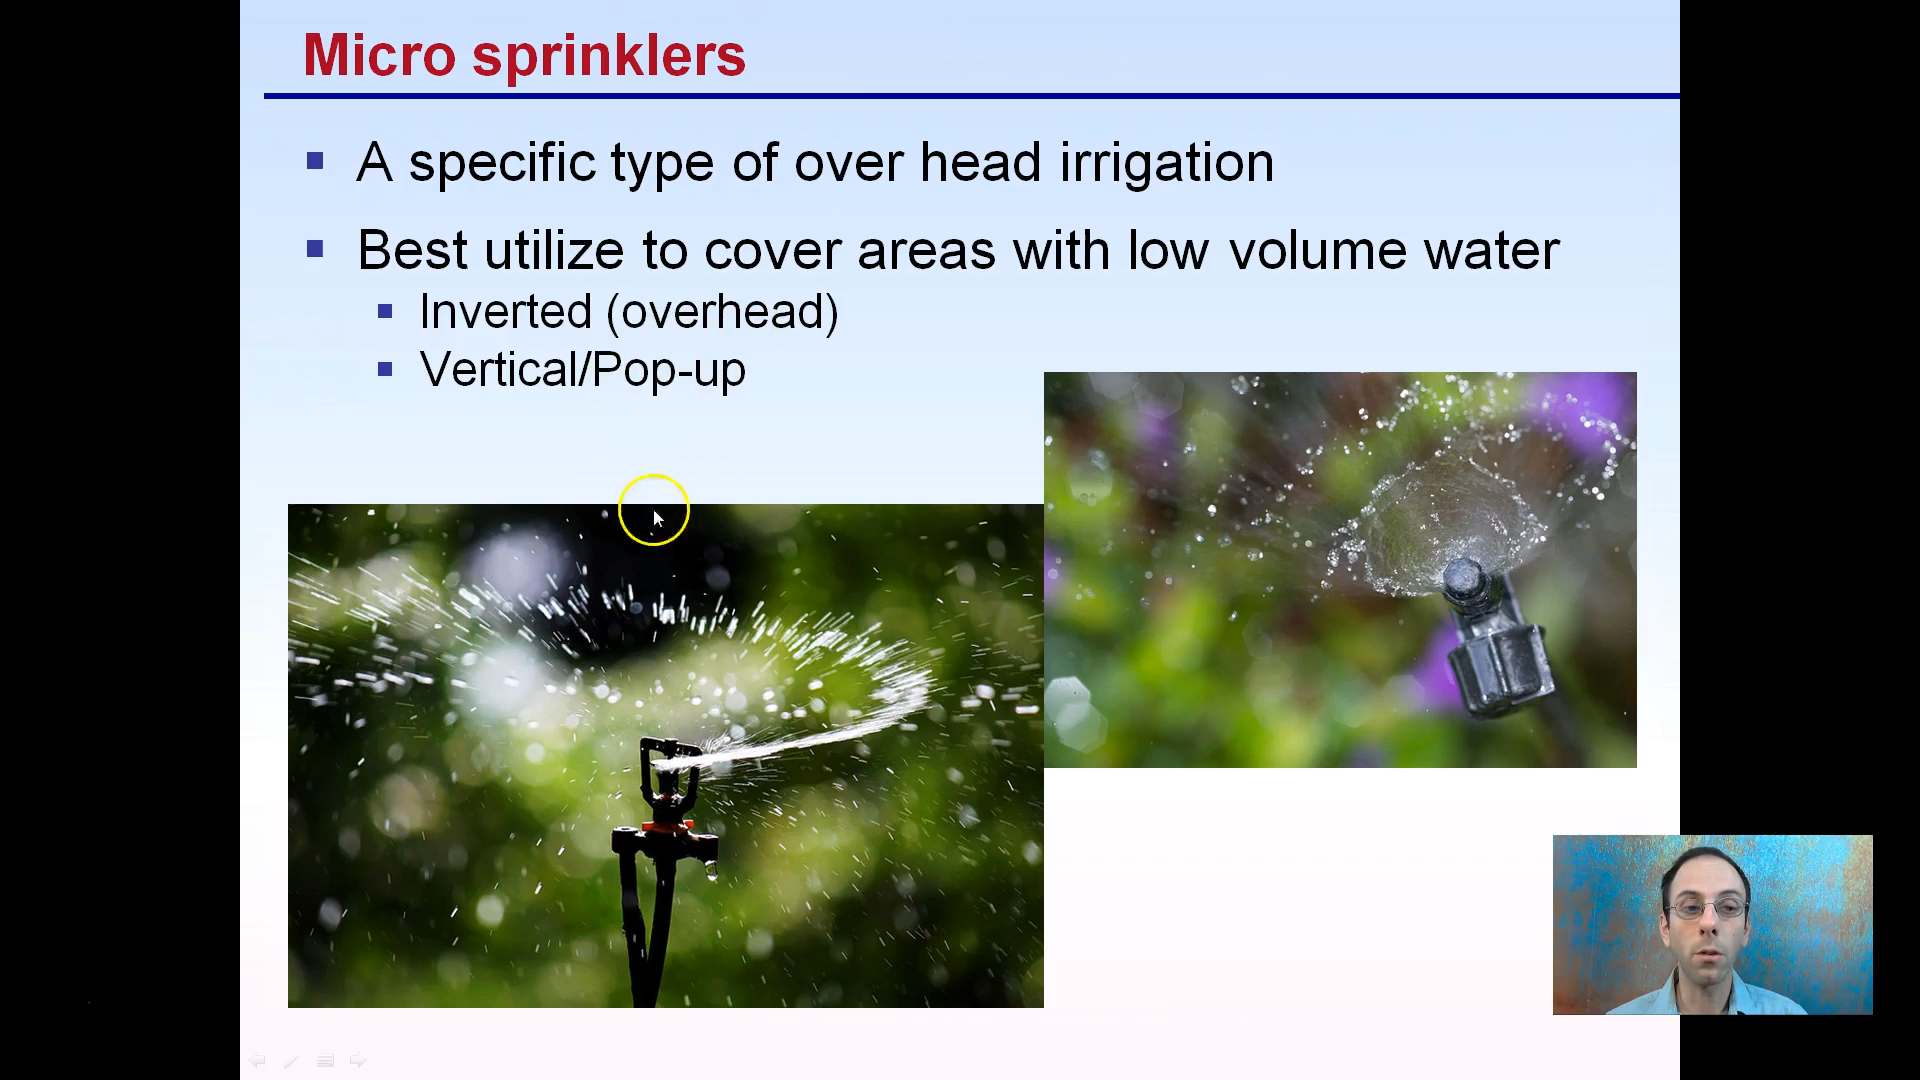 Micro sprinklers
A specific type of over head irrigation
Best utilize to cover areas with low volume water
Inverted (overhead)
Vertical/Pop-up